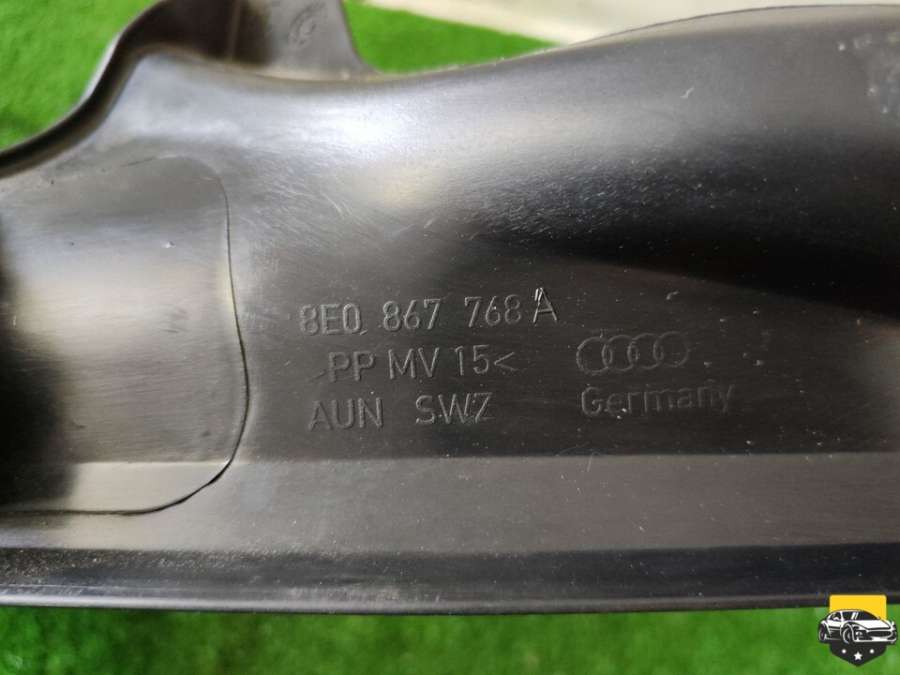 8E0 867 768 A
>PP MV 15<
AUN SWZ
Germany